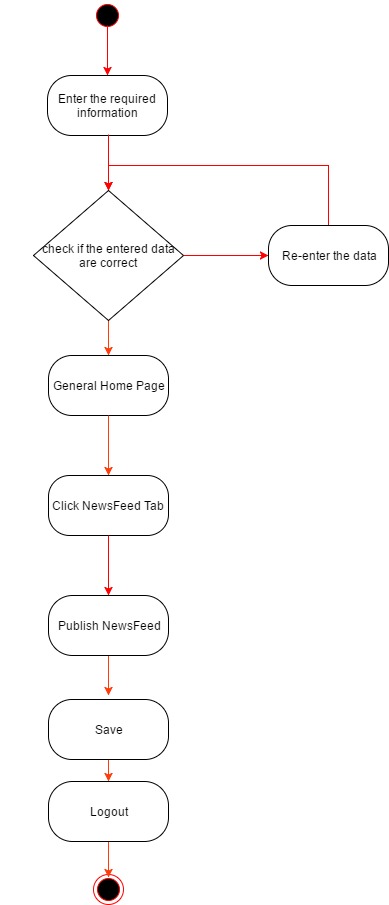 Enter the required
information
check if the entered data
are correct
Re-enter the data
General Home Page
Click NewsFeed Tab
Publish NewsFeed
Save
Logout